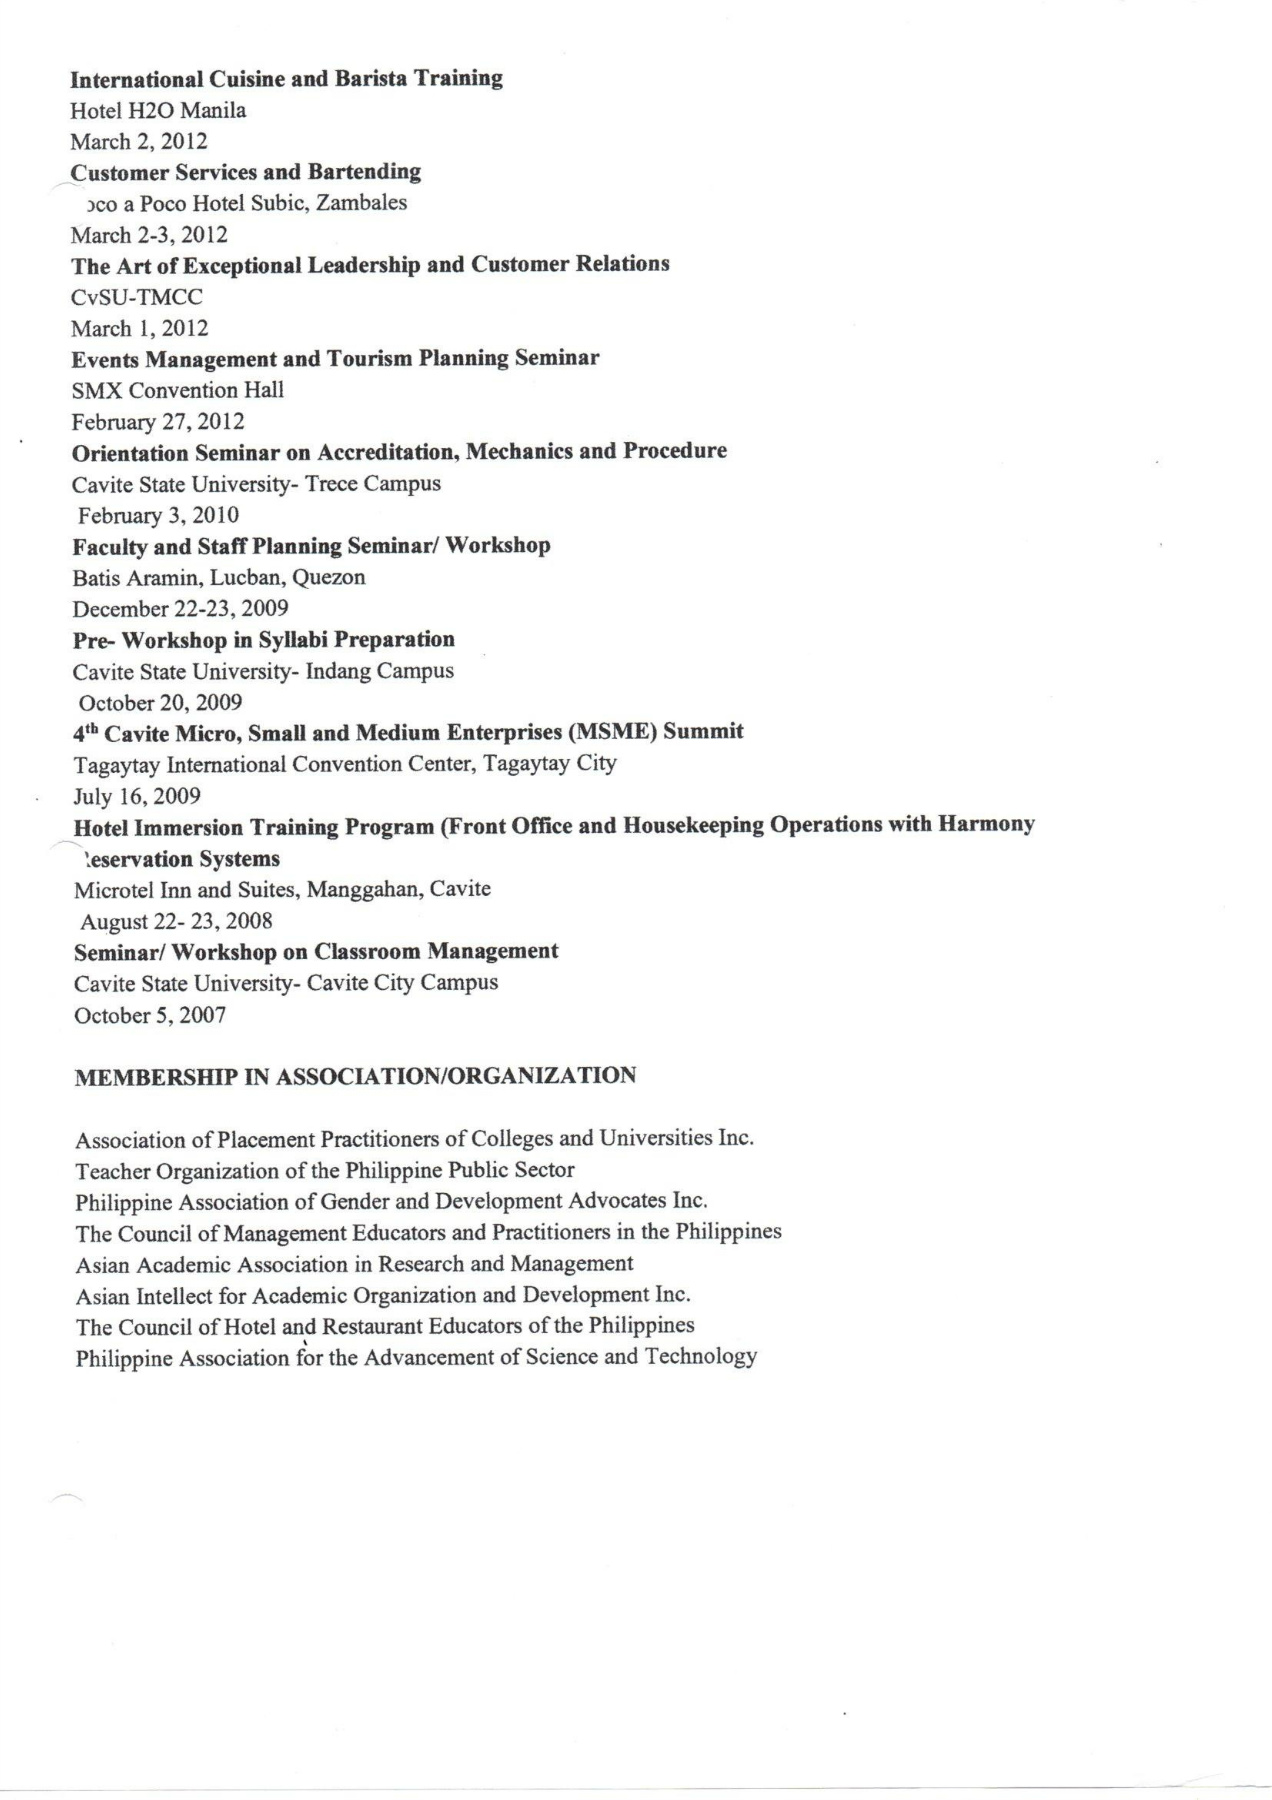 International Cuisine and Barista Training
Hotel H2O Manila
March 2, 2012
Customer Services and Bartending
oco a Poco Hotel Subic, Zambales
March 2-3, 2012
The Art of Exceptional Leadership and Customer Relations
CvSU-TMCC
March 1, 2012
Events Management and Tourism Planning Seminar
SMX Convention Hall
February 27, 2012
Orientation Seminar on Accreditation, Mechanics and Procedure
Cavite State University- Trece Campus
February 3, 2010
Faculty and Staff Planning Seminar/ Workshop
Batis Aramin, Lucban, Quezon
December 22-23, 2009
Pre- Workshop in Syllabi Preparation
Cavite State University- Indang Campus
October 20, 2009
4th Cavite Micro, Small and Medium Enterprises (MSME) Summit
Tagaytay International Convention Center, Tagaytay City
July 16, 2009
Hotel Immersion Training Program (Front Office and Housekeeping Operations with Harmony
eservation Systems
Microtel Inn and Suites, Manggahan, Cavite
August 22- 23, 2008
Seminar/ Workshop on Classroom Management
Cavite State University- Cavite City Campus
October 5, 2007
MEMBERSHIP IN ASSOCIATION/ORGANIZATION
Association of Placement Practitioners of Colleges and Universities Inc.
Teacher Organization of the Philippine Public Sector
Philippine Association of Gender and Development Advocates Inc.
The Council of Management Educators and Practitioners in the Philippines
Asian Academic Association in Research and Management
Asian Intellect for Academic Organization and Development Inc.
The Council of Hotel and Restaurant Educators of the Philippines
Philippine Association for the Advancement of Science and Technology